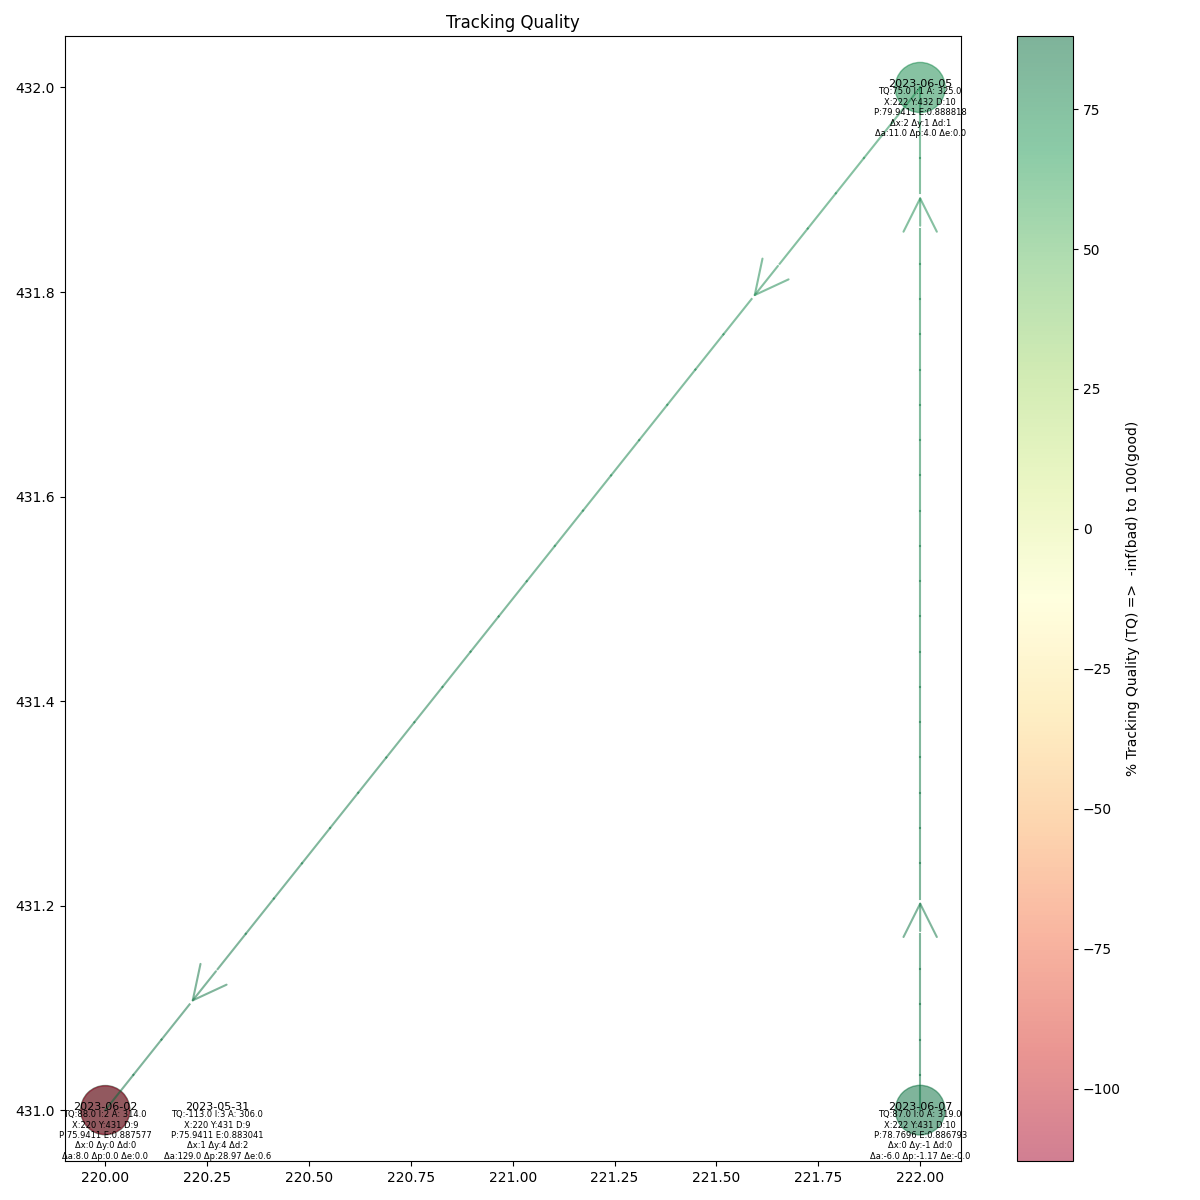 Tracking Quality
432.0
431.8
431.6
431.4
431.2
431.0
2023-06-05
TQ:75.0 I:1 A: 325.0
X:222 Y:432 D:10
P:79.9411 E:0.888818
Δx:2 Δy:1 Δd:1
Δa:11.0 Δp:4.0 Δe:0.0
2023-06-02
TQ:88.0 I:2 A: 314.0
X:220 Y:431 D:9
P:75.9411 E:0.887577
Δx:0 Δy:0 Δd:0
Δa:8.0 Δp:0.0 Δe:0.0
2023-05-31
TQ:-113.0 I:3 A: 306.0
X:220 Y:431 D:9
P:75.9411 E:0.883041
Δx:1 Δy:4 Δd:2
Δa:129.0 Δp:28.97 Δe:0.6
2023-06-07
TQ:87.0 I:0 A: 319.0
X:222 Y:431 D:10
P:78.7696 E:0.886793
Δx:0 Δy:-1 Δd:0
Δa:-6.0 Δp:-1.17 Δe:-0.0
220.00 220.25 220.50 220.75 221.00 221.25 221.50 221.75 222.00
75
50
25
0
−25
−50
−75
−100
% Tracking Quality (TQ) => -inf(bad) to 100(good)